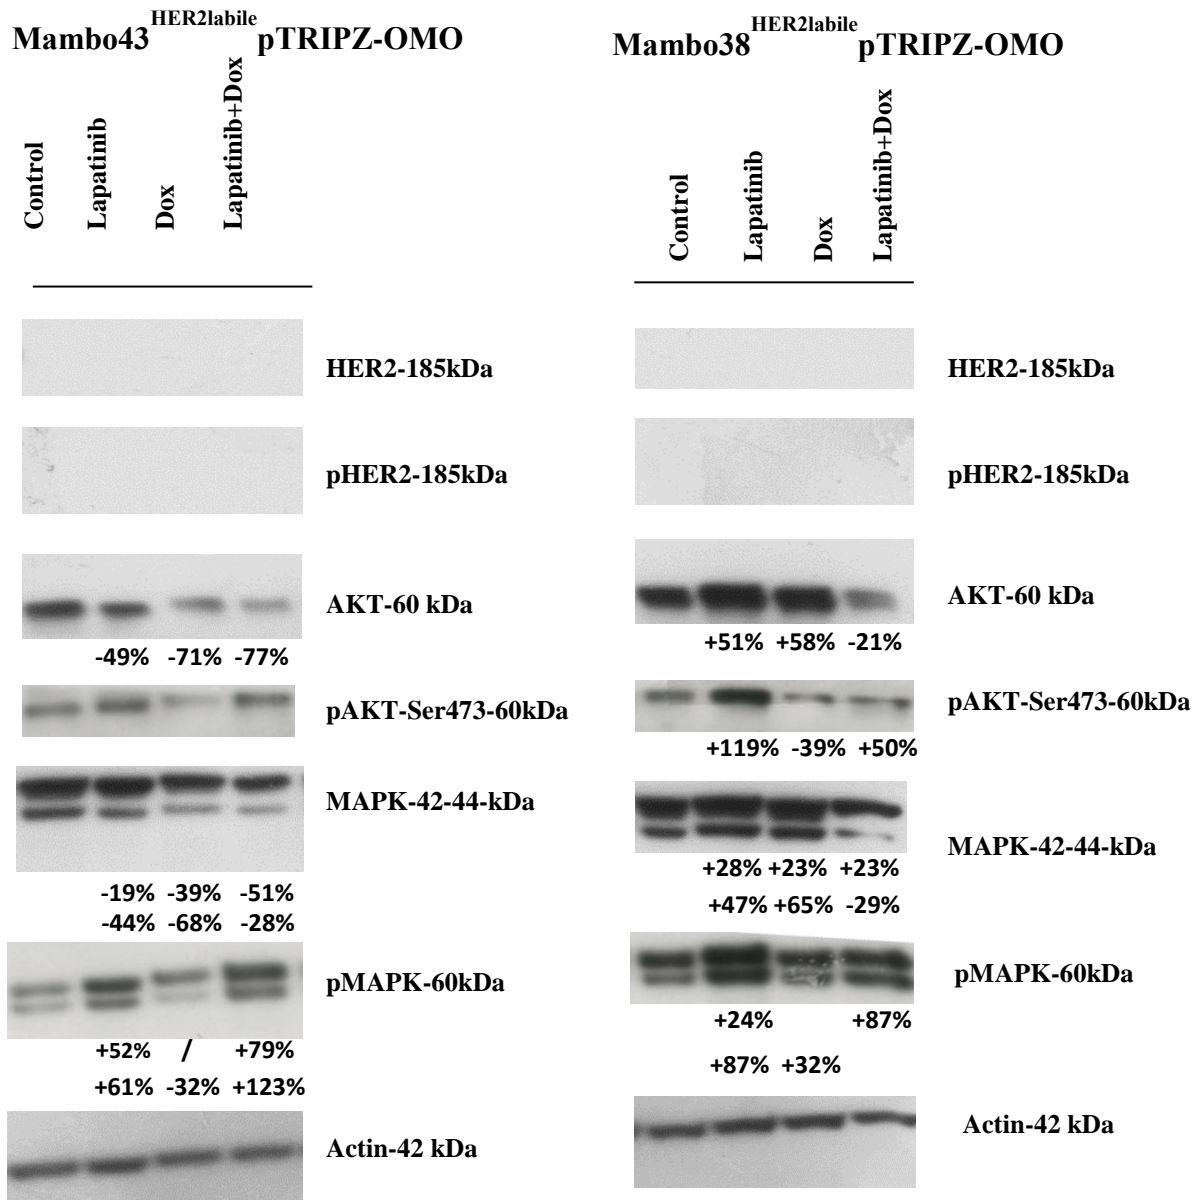 Mambo43 HER2labile pTRIPZ-OMO
Control
Lapatinib
Dox
Lapatinib+Dox
HER2-185kDa
pHER2-185kDa
AKT-60 kDa
-49% -71% -77%
pAKT-Ser473-60kDa
MAPK-42-44-kDa
-19% -39% -51%
-44% -68% -28%
pMAPK-60kDa
+52% / +79%
+61% -32% +123%
Actin-42 kDa
Mambo38 HER2labile pTRIPZ-OMO
Control
Lapatinib
Dox
Lapatinib+Dox
HER2-185kDa
pHER2-185kDa
AKT-60 kDa
+51% +58% -21%
pAKT-Ser473-60kDa
+119% -39% +50%
MAPK-42-44-kDa
+28% +23% +23%
+47% +65% -29%
pMAPK-60kDa
+24% +87%
+87% +32%
Actin-42 kDa